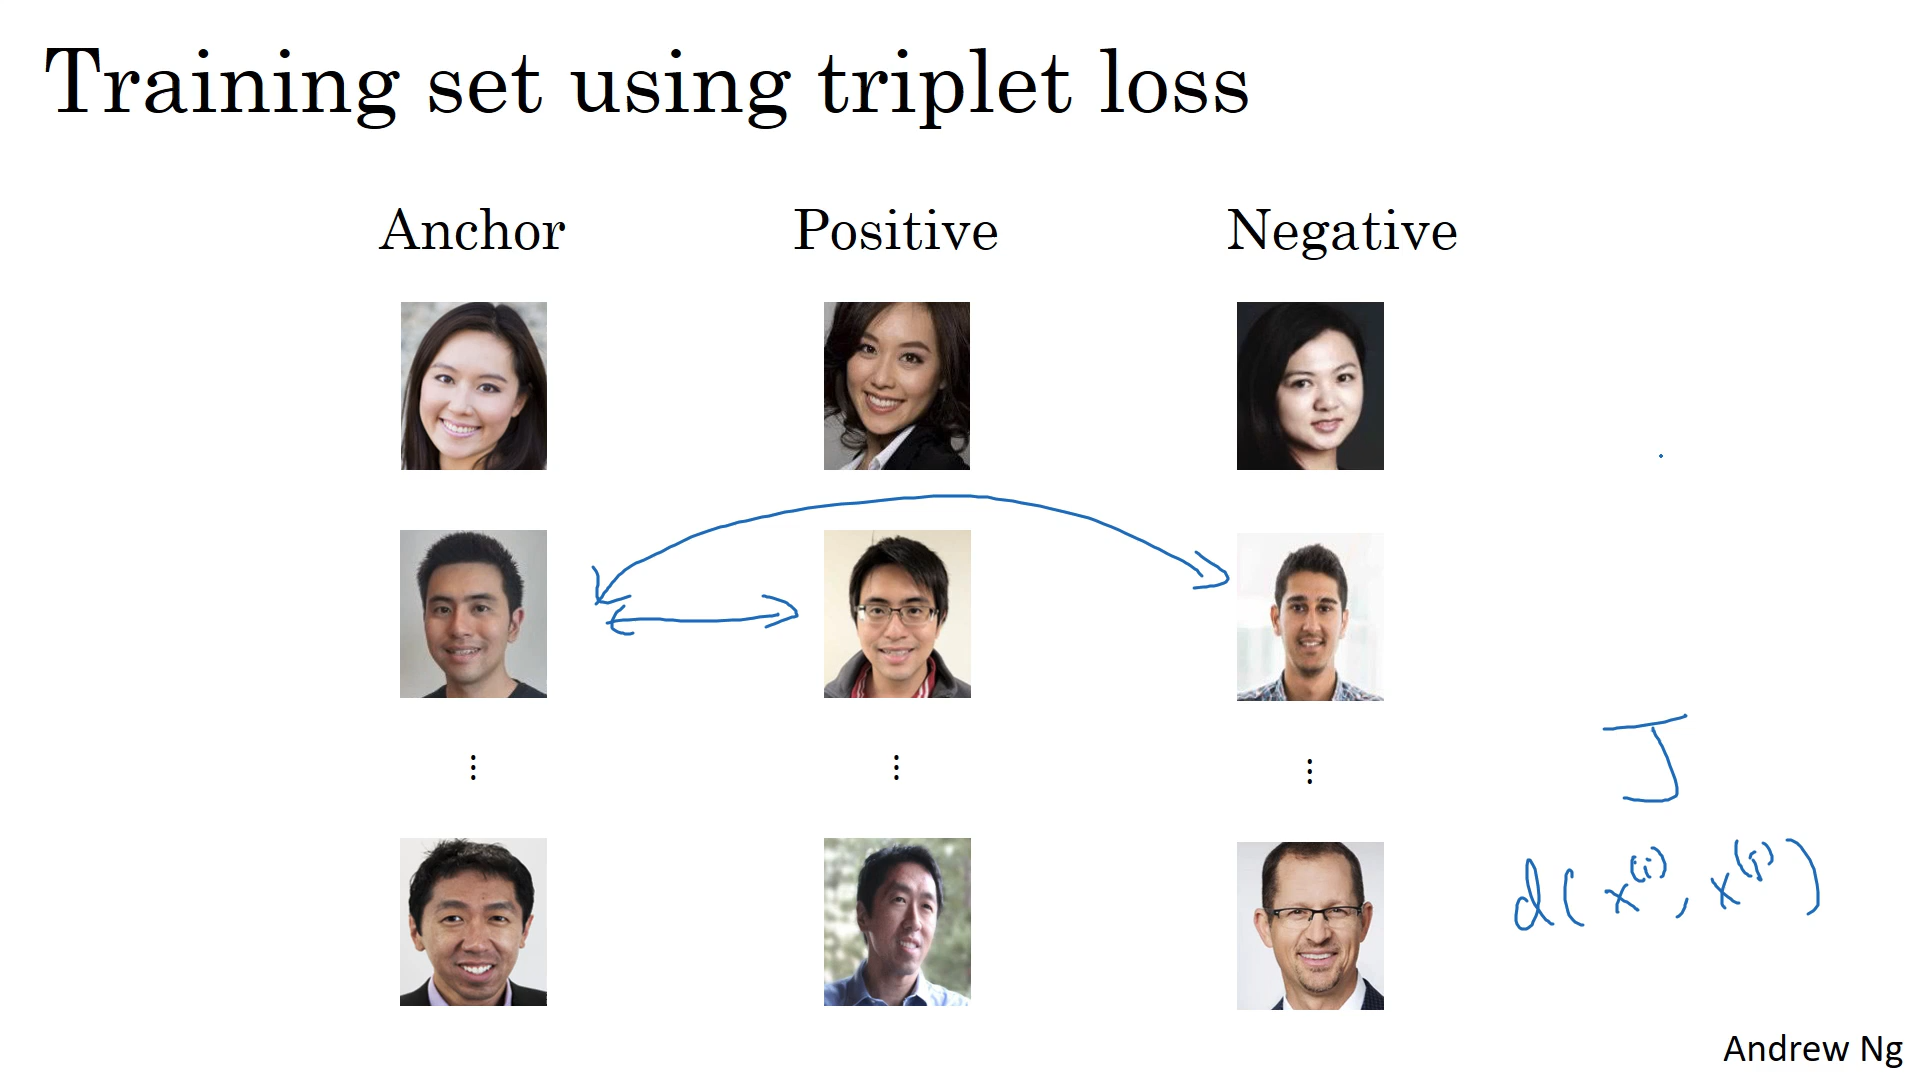 Training set using triplet loss
Anchor Positive Negative
⋮ ⋮ ⋮
J
d(x^(i), x^(j))
Andrew Ng